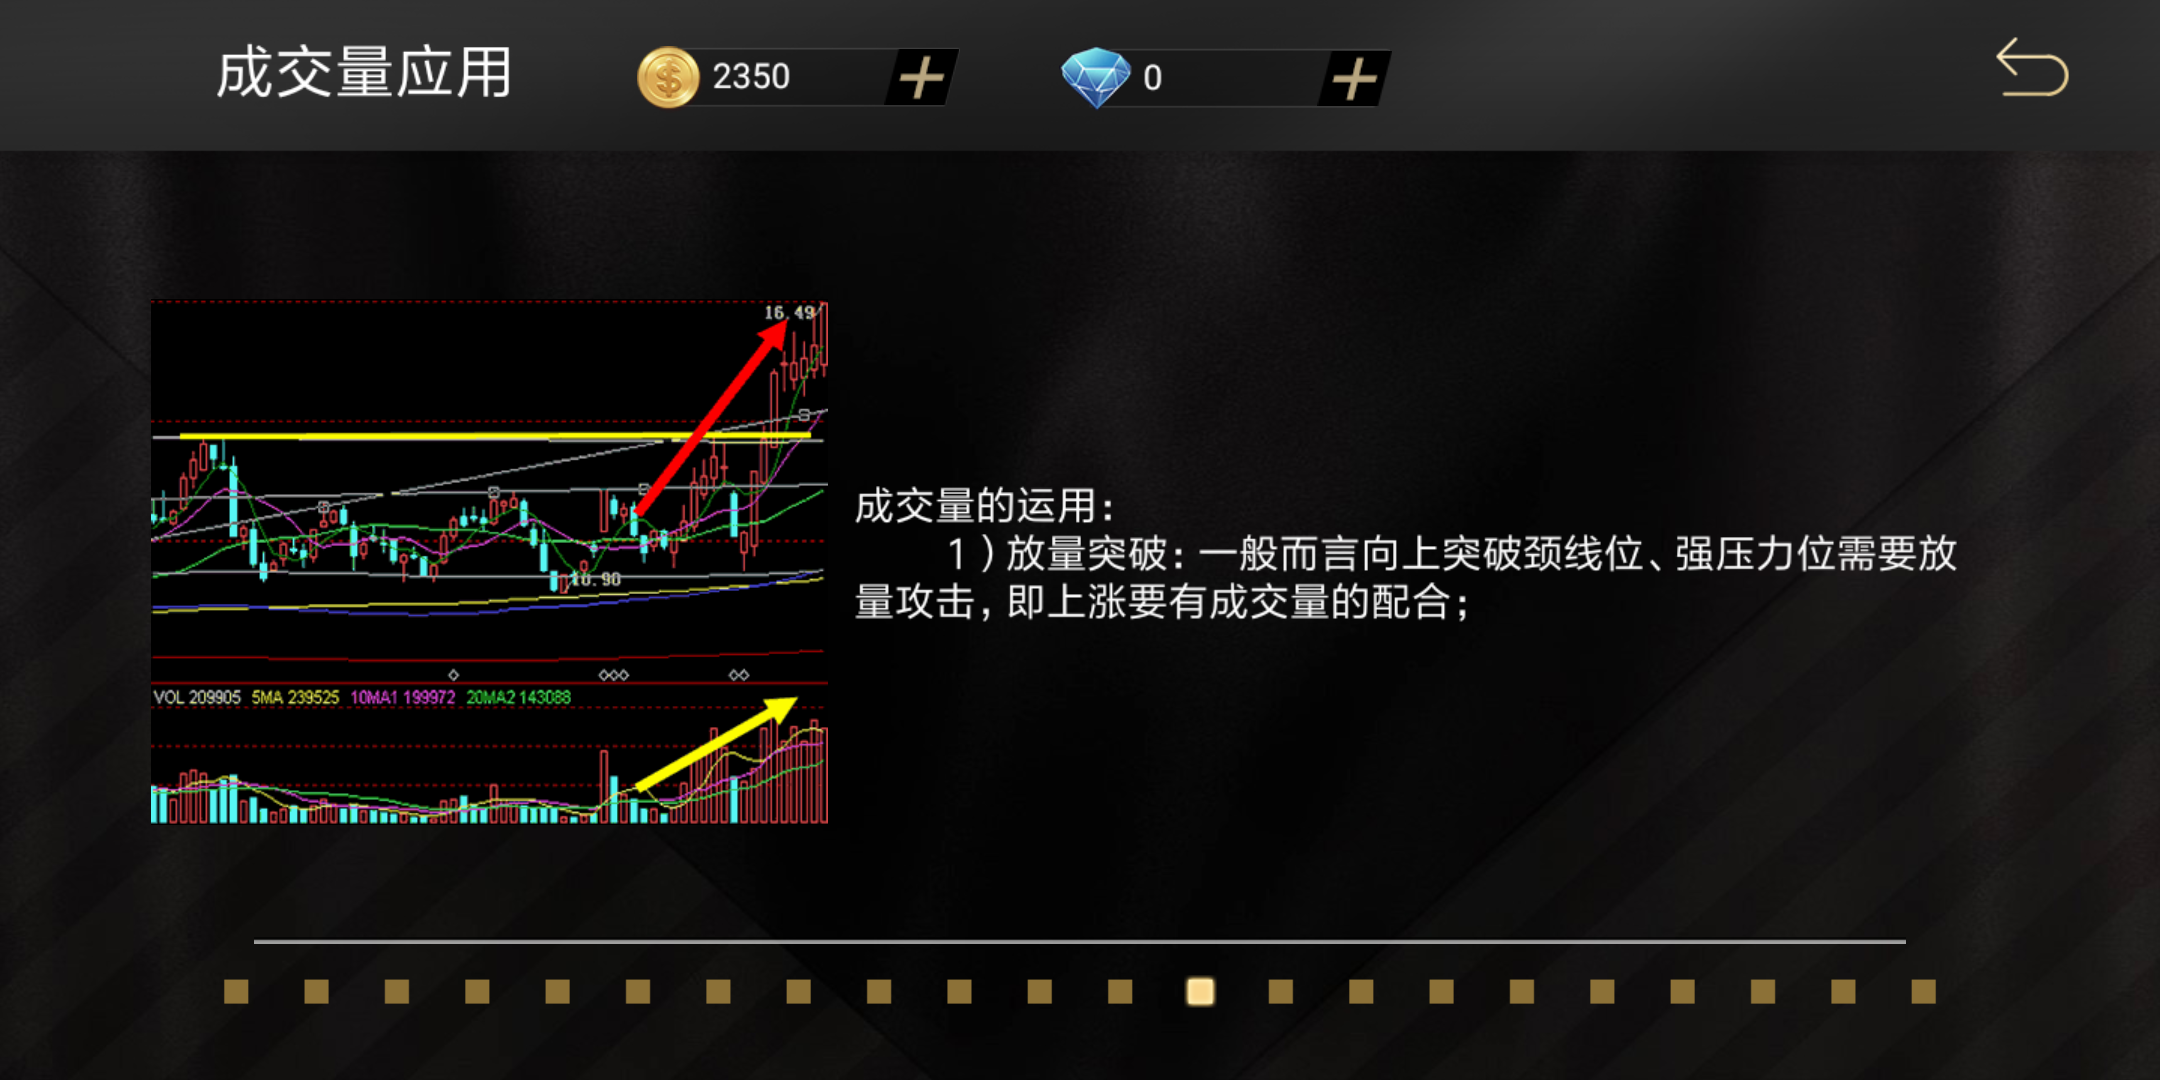 成交量应用
2350
0
16.49
10.90
VOL 209905 5MA 239525 10MA1 199972 20MA2 143088
成交量的运用：
1）放量突破：一般而言向上突破颈线位、强压力位需要放
量攻击，即上涨要有成交量的配合；